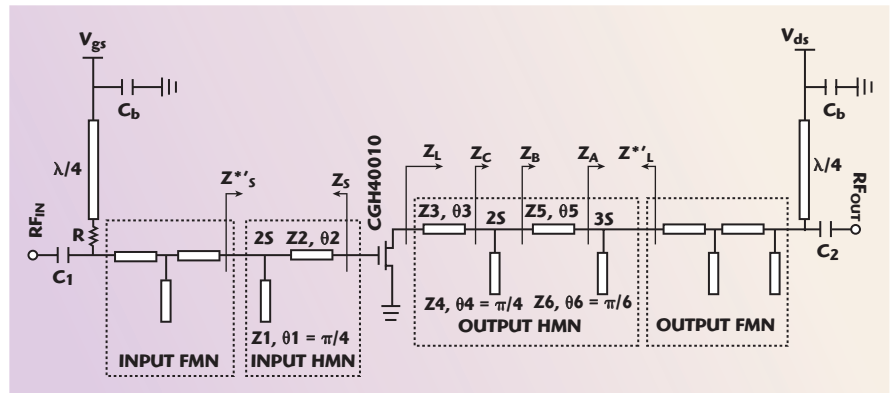 Vgs
Cb
λ/4
RFIN
R
C1
Z*'S
ZS
2S
Z2, θ2
Z1, θ1 = π/4
INPUT FMN
INPUT HMN
CGH40010
ZL
ZC
ZB
ZA
Z*'L
Z3, θ3
2S
Z5, θ5
3S
Z4, θ4 = π/4
Z6, θ6 = π/6
OUTPUT HMN
OUTPUT FMN
Vds
Cb
λ/4
RFOUT
C2